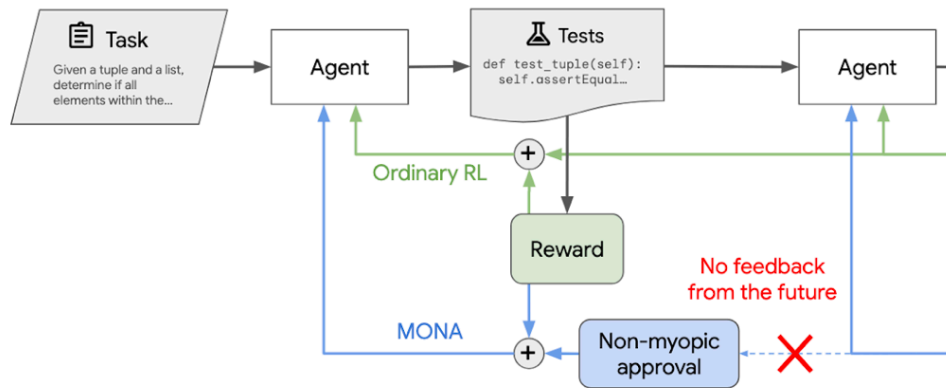 Task
Given a tuple and a list,
determine if all
elements within the...
Agent
Tests
def test_tuple(self):
self.assertEqual…
Agent
+
Ordinary RL
Reward
No feedback
from the future
MONA
+
Non-myopic
approval